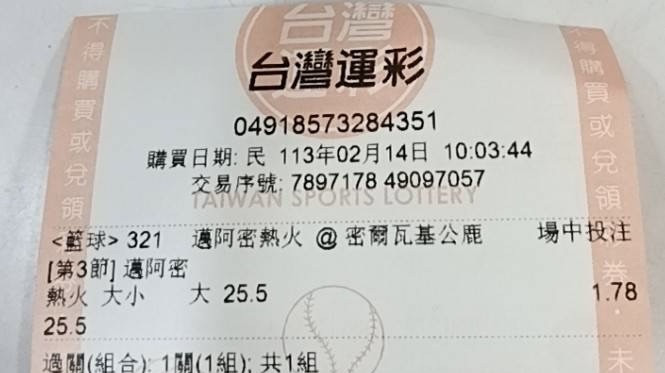 台灣運彩
台灣運彩
04918573284351
購買日期: 民 113年02月14日 10:03:44
交易序號: 7897178 49097057
TAIWAN SPORTS LOTTERY
<籃球> 321 邁阿密熱火 @ 密爾瓦基公鹿 場中投注
[第3節] 邁阿密
熱火 大小 大 25.5 1.78
25.5
過關(組合): 1關(1組); 共1組
不得購買或兌領
不得購買或兌領
券．未